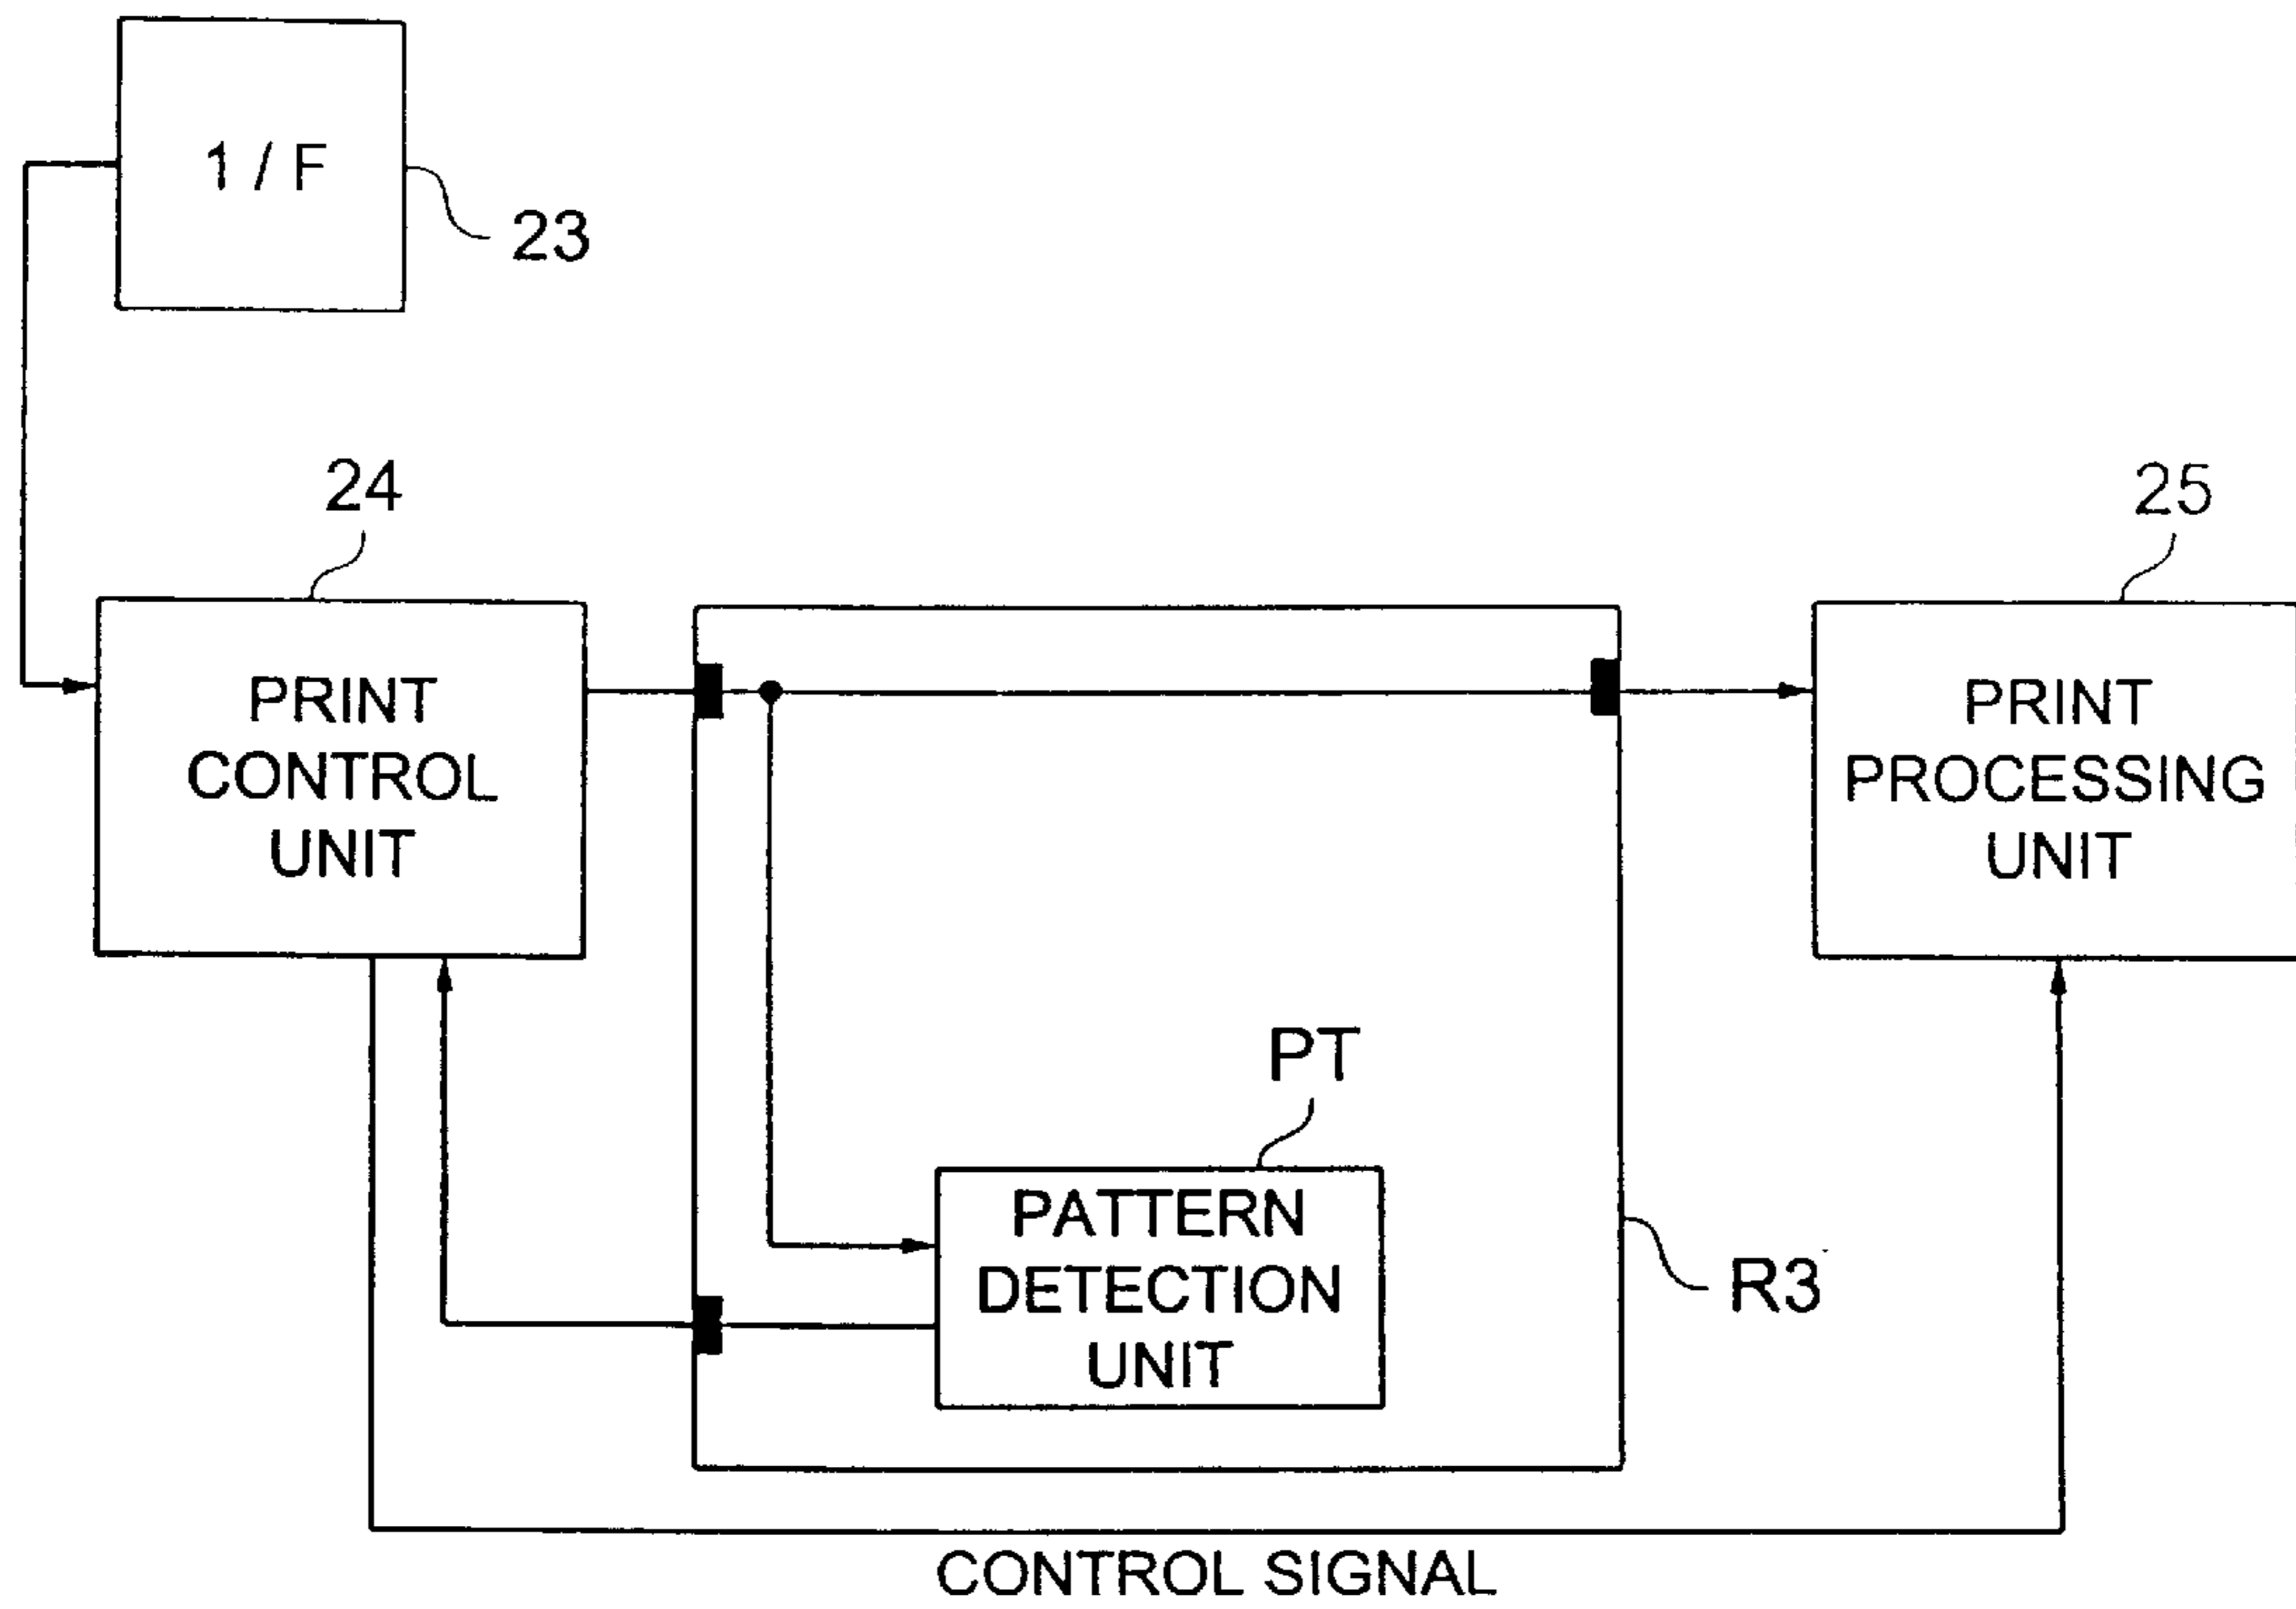 1 / F
23
24
25
PRINT
CONTROL
UNIT
PRINT
PROCESSING
UNIT
PT
PATTERN
DETECTION
UNIT
R3
CONTROL SIGNAL